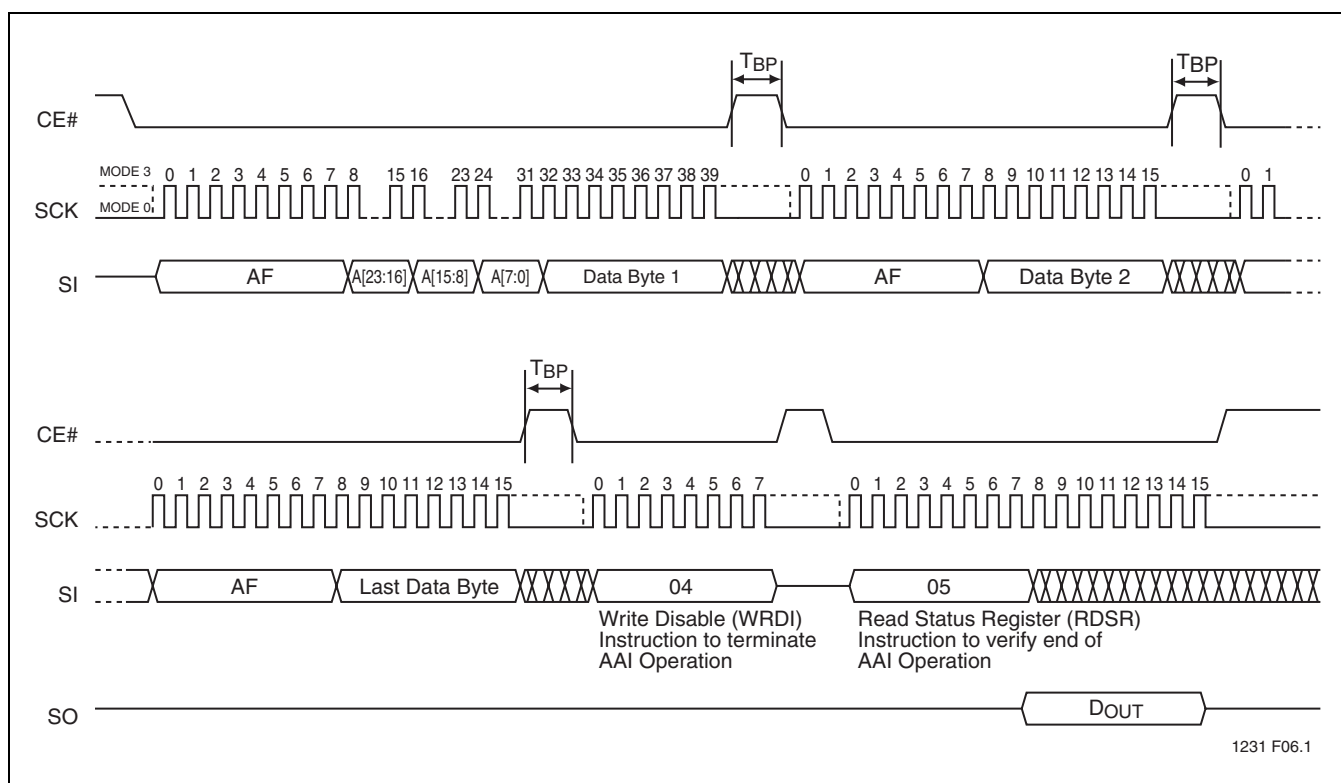 TBP TBP
CE#
MODE 3 0 1 2 3 4 5 6 7 8 15 16 23 24 31 32 33 34 35 36 37 38 39 0 1 2 3 4 5 6 7 8 9 10 11 12 13 14 15 0 1
SCK MODE 0
SI AF A[23:16] A[15:8] A[7:0] Data Byte 1 AF Data Byte 2
TBP
CE#
0 1 2 3 4 5 6 7 8 9 10 11 12 13 14 15 0 1 2 3 4 5 6 7 0 1 2 3 4 5 6 7 8 9 10 11 12 13 14 15
SCK
SI AF Last Data Byte 04 05
Write Disable (WRDI) Read Status Register (RDSR)
Instruction to terminate Instruction to verify end of
AAI Operation AAI Operation
SO DOUT
1231 F06.1